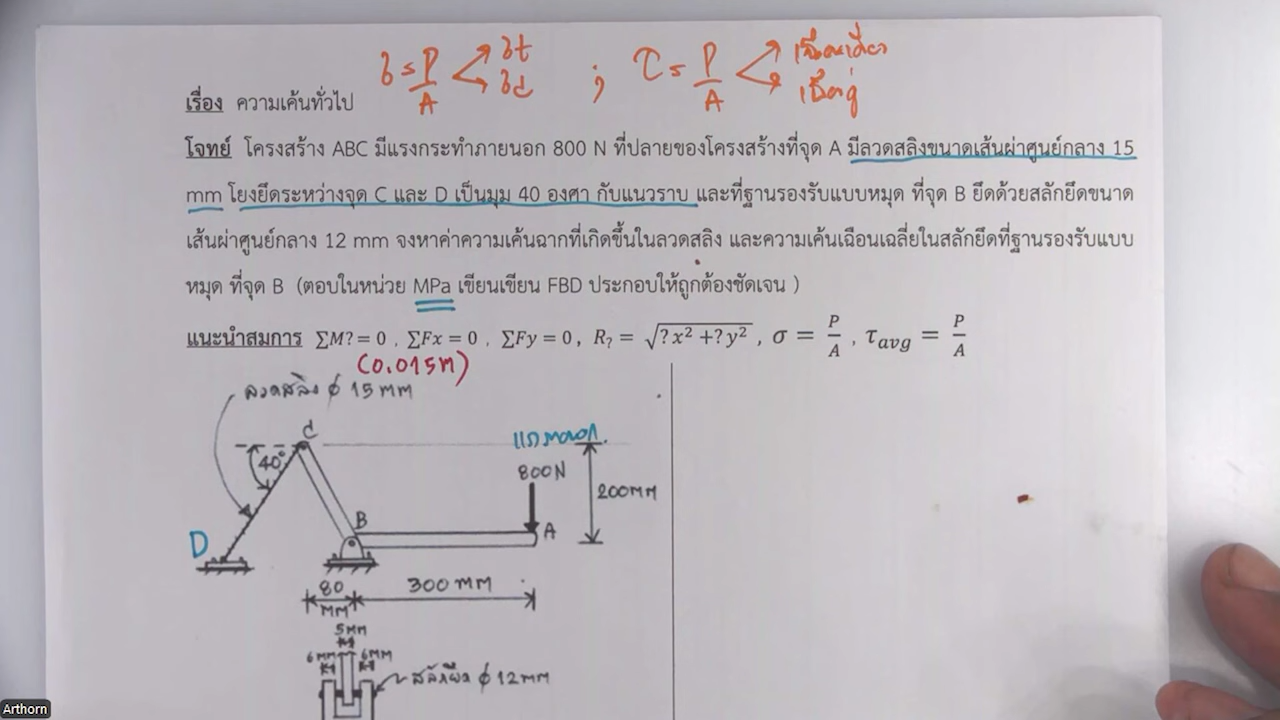 σ = P/A σt σc ; τ = P/A เฉือนเดี่ยว เฉือนคู่
เรื่อง ความเค้นทั่วไป
โจทย์ โครงสร้าง ABC มีแรงกระทำภายนอก 800 N ที่ปลายของโครงสร้างที่จุด A มีลวดสลิงขนาดเส้นผ่าศูนย์กลาง 15
mm โยงยึดระหว่างจุด C และ D เป็นมุม 40 องศา กับแนวราบ และที่ฐานรองรับแบบหมุด ที่จุด B ยึดด้วยสลักยึดขนาด
เส้นผ่าศูนย์กลาง 12 mm จงหาค่าความเค้นฉากที่เกิดขึ้นในลวดสลิง และความเค้นเฉือนเฉลี่ยในสลักยึดที่ฐานรองรับแบบ
หมุด ที่จุด B (ตอบในหน่วย MPa เขียนเขียน FBD ประกอบให้ถูกต้องชัดเจน )
แนะนำสมการ ∑M? = 0 , ∑Fx = 0 , ∑Fy = 0, R? = √?x² +?y² , σ = P/A , τavg = P/A
(0.015m)
ลวดสลิง ϕ 15 mm
C
แรงภายนอก
40°
800N
200mm
B
A
D
80 mm
300 mm
5mm
6mm 6mm
สลักยึด ϕ 12mm
Arthorn